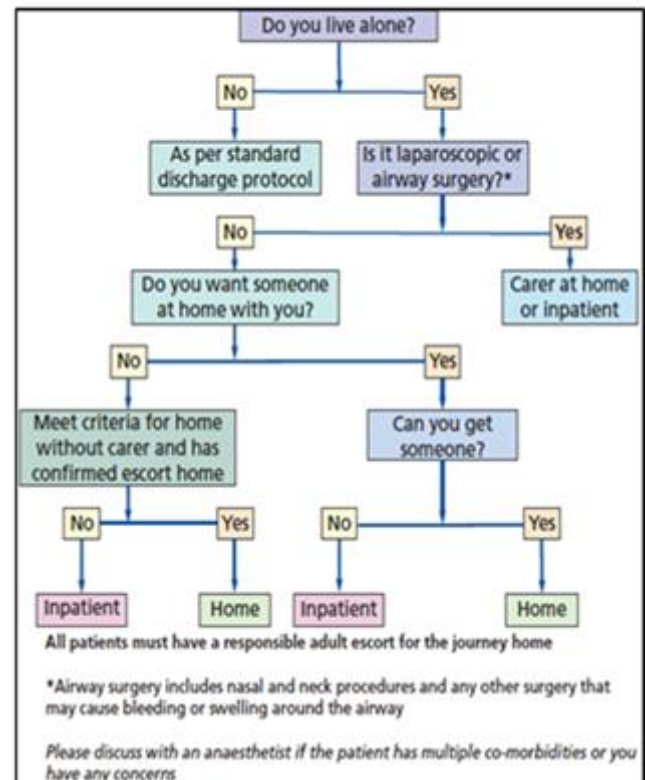 Do you live alone?
No
Yes
As per standard
discharge protocol
Is it laparoscopic or
airway surgery?*
No
Yes
Do you want someone
at home with you?
Carer at home
or inpatient
No
Yes
Meet criteria for home
without carer and has
confirmed escort home
Can you get
someone?
No
Yes
No
Yes
Inpatient
Home
Inpatient
Home
All patients must have a responsible adult escort for the journey home
*Airway surgery includes nasal and neck procedures and any other surgery that
may cause bleeding or swelling around the airway
Please discuss with an anaesthetist if the patient has multiple co-morbidities or you
have any concerns